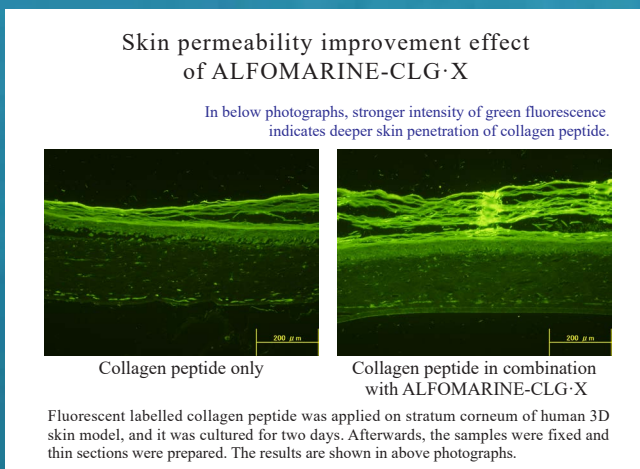 Skin permeability improvement effect
of ALFOMARINE-CLG·X
In below photographs, stronger intensity of green fluorescence
indicates deeper skin penetration of collagen peptide.
200 μm
200 μm
Collagen peptide only
Collagen peptide in combination
with ALFOMARINE-CLG·X
Fluorescent labelled collagen peptide was applied on stratum corneum of human 3D
skin model, and it was cultured for two days. Afterwards, the samples were fixed and
thin sections were prepared. The results are shown in above photographs.